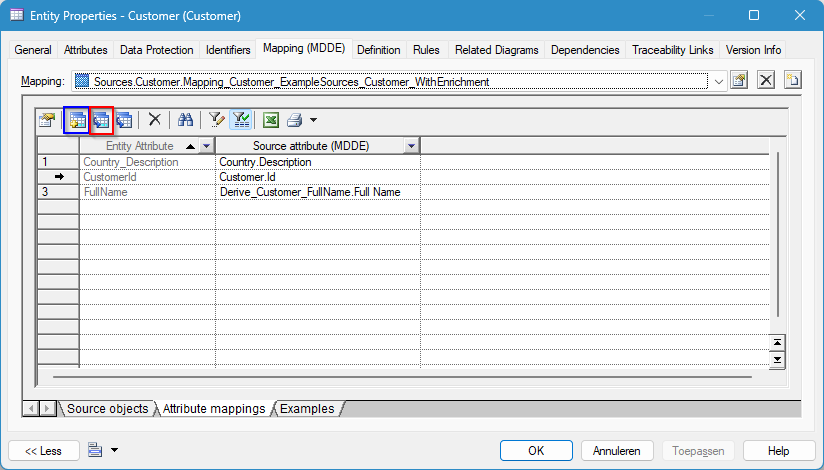 Entity Properties - Customer (Customer)
General Attributes Data Protection Identifiers Mapping (MDDE) Definition Rules Related Diagrams Dependencies Traceability Links Version Info
Mapping: Sources.Customer.Mapping_Customer_ExampleSources_Customer_WithEnrichment
Entity Attribute Source attribute (MDDE)
1 Country_Description Country.Description
CustomerId Customer.Id
3 FullName Derive_Customer_FullName.Full Name
Source objects Attribute mappings Examples
<< Less OK Annuleren Toepassen Help